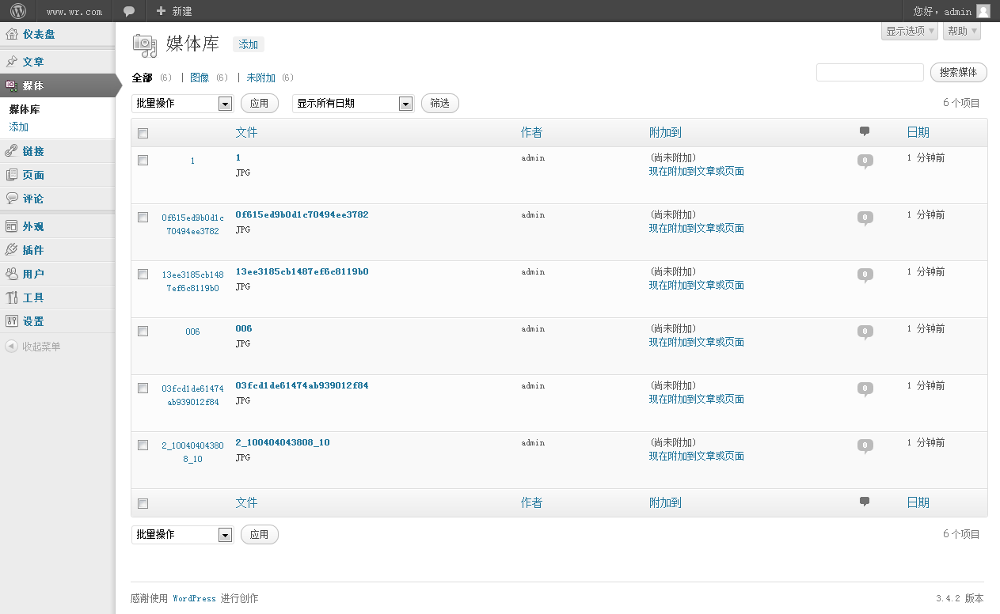 www.wr.com 新建 您好，admin
显示选项 帮助
仪表盘
文章
媒体
媒体库
添加
链接
页面
评论
外观
插件
用户
工具
设置
收起菜单
媒体库 添加
全部 (6) | 图像 (6) | 未附加 (6)
搜索媒体
批量操作 应用 显示所有日期 筛选 6 个项目
文件 作者 附加到 日期
1 1 admin (尚未附加) 0 1 分钟前
JPG 现在附加到文章或页面
0f615ed9b0d1c 0f615ed9b0d1c70494ee3782 admin (尚未附加) 0 1 分钟前
70494ee3782 JPG 现在附加到文章或页面
13ee3185cb148 13ee3185cb1487ef6c8119b0 admin (尚未附加) 0 1 分钟前
7ef6c8119b0 JPG 现在附加到文章或页面
006 006 admin (尚未附加) 0 1 分钟前
JPG 现在附加到文章或页面
03fcd1de61474 03fcd1de61474ab939012f84 admin (尚未附加) 0 1 分钟前
ab939012f84 JPG 现在附加到文章或页面
2_10040404380 2_100404043808_10 admin (尚未附加) 0 1 分钟前
8_10 JPG 现在附加到文章或页面
文件 作者 附加到 日期
批量操作 应用 6 个项目
感谢使用 WordPress 进行创作 3.4.2 版本